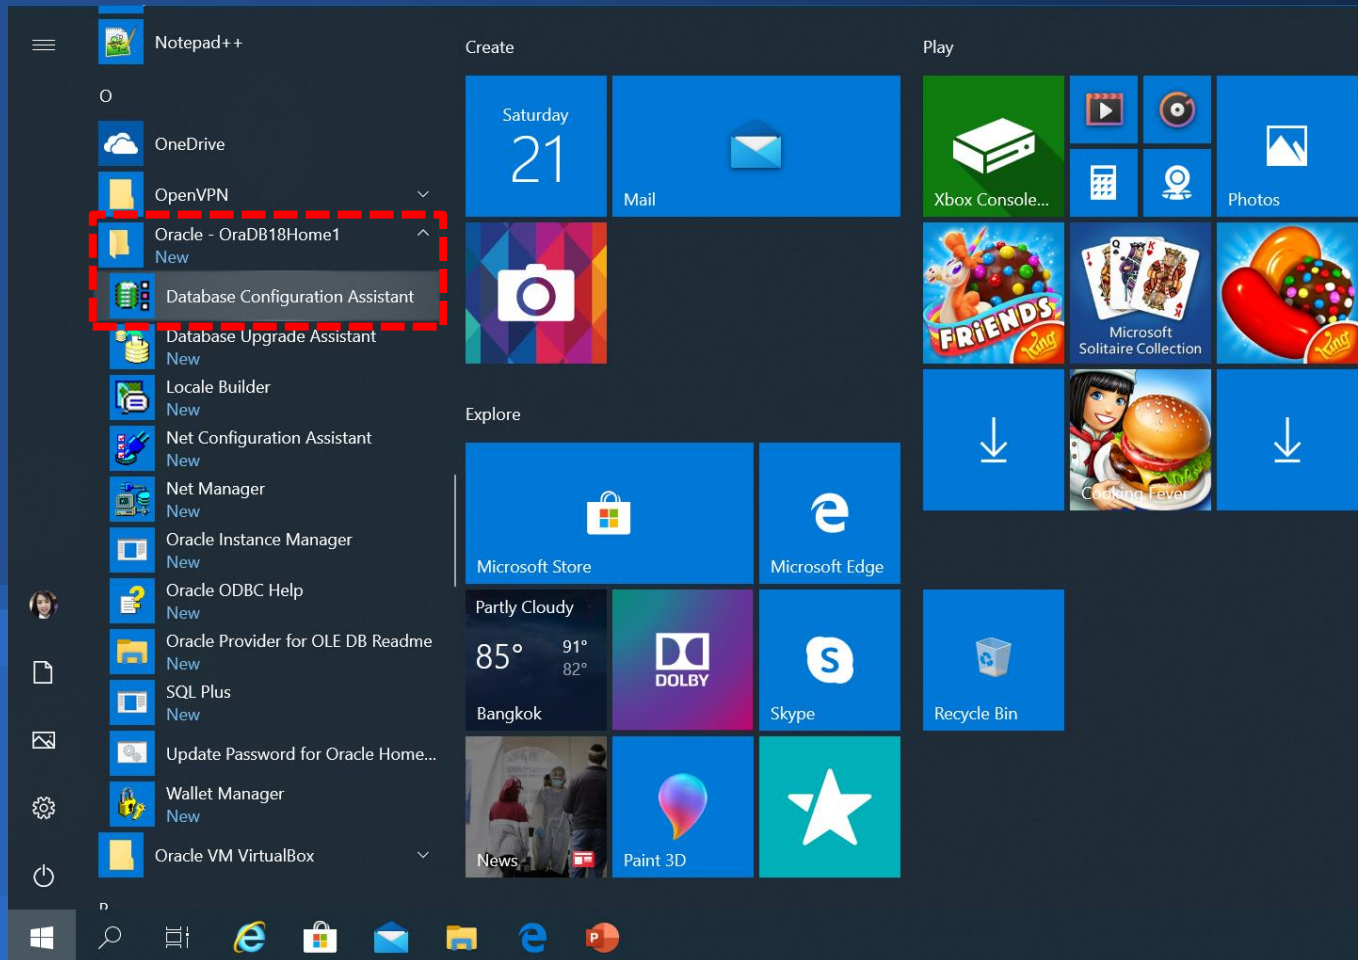 Notepad++
O
OneDrive
OpenVPN
Oracle - OraDB18Home1
New
Database Configuration Assistant
Database Upgrade Assistant
New
Locale Builder
New
Net Configuration Assistant
New
Net Manager
New
Oracle Instance Manager
New
Oracle ODBC Help
New
Oracle Provider for OLE DB Readme
New
SQL Plus
New
Update Password for Oracle Home...
Wallet Manager
New
Oracle VM VirtualBox
Create
Saturday
21
Mail
Explore
Microsoft Store
Microsoft Edge
Partly Cloudy
85°
91°
82°
Bangkok
DOLBY
Skype
News
Paint 3D
Play
Xbox Console...
Photos
FRIENDS
King
J
Q
K
Microsoft
Solitaire Collection
King
Cooking Fever
Recycle Bin